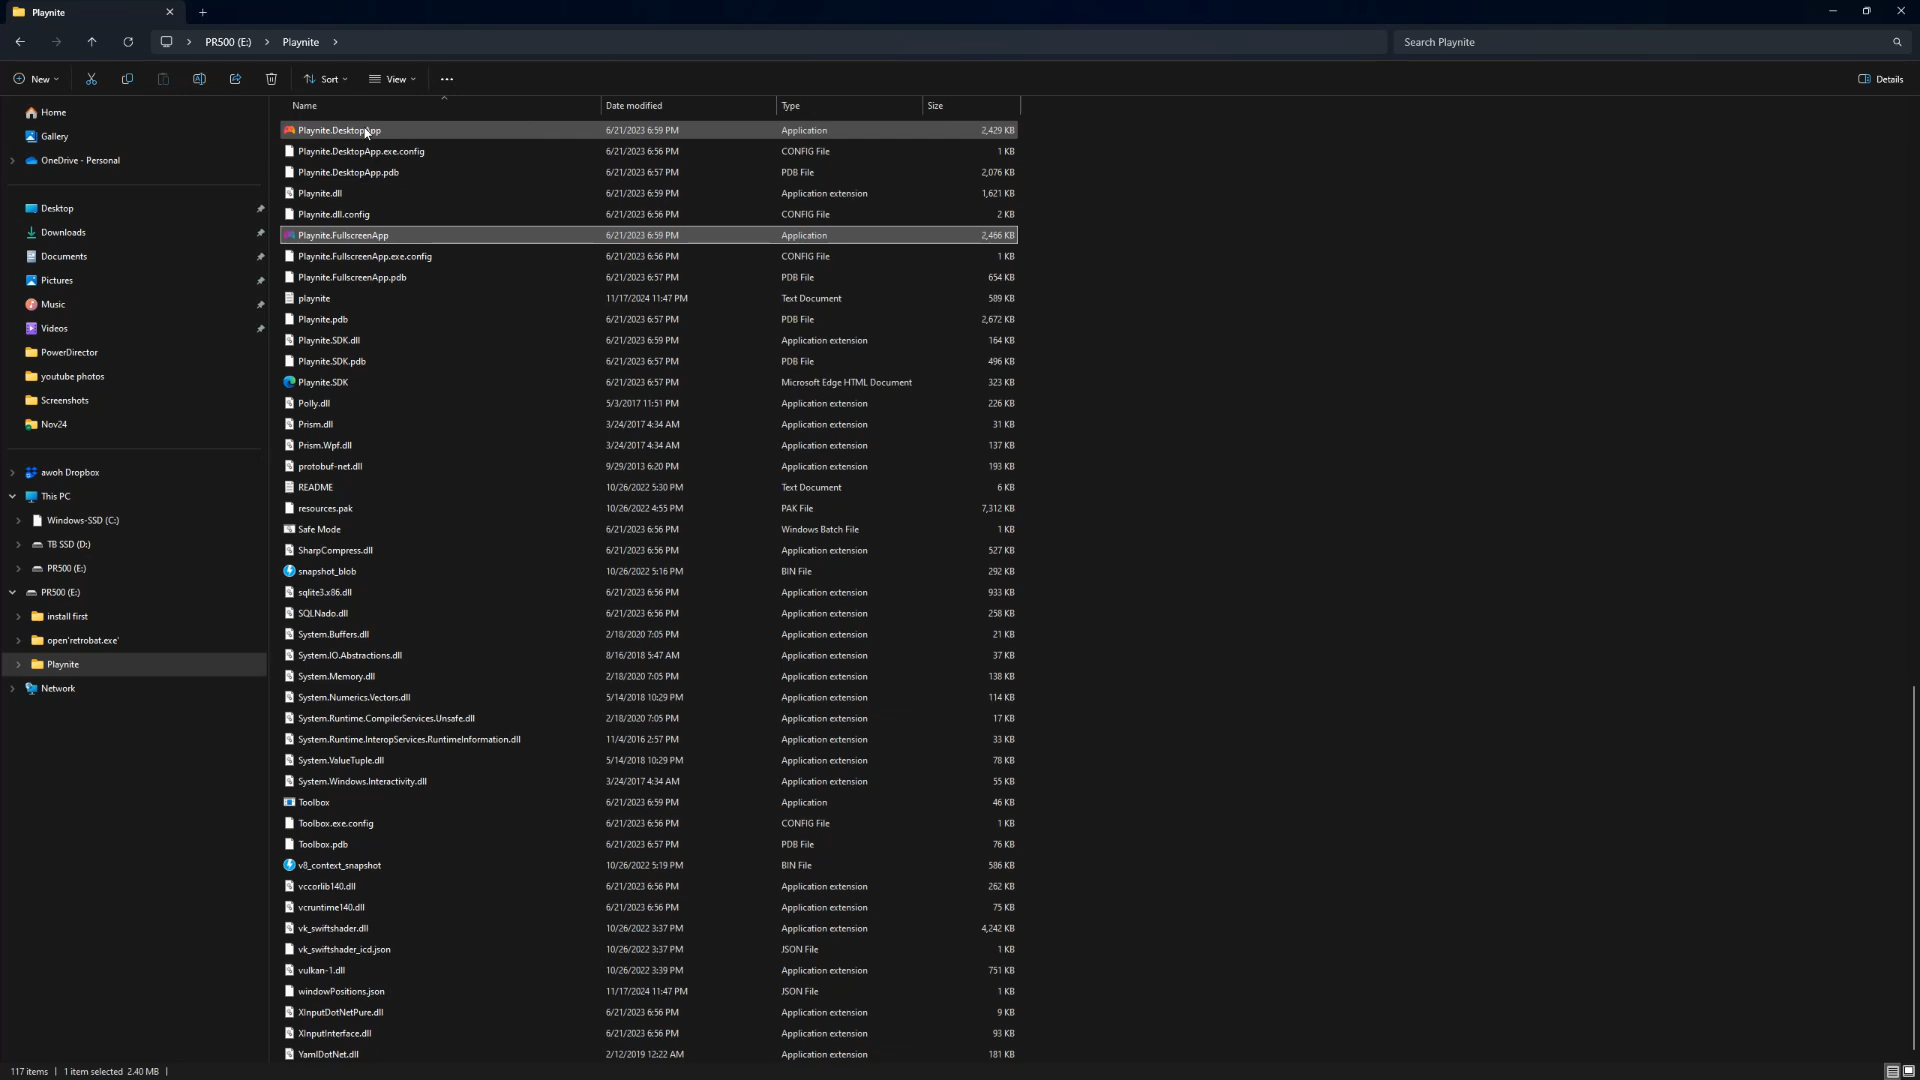 Playnite
PR500 (E:) Playnite
Search Playnite
New
Sort
View
Details
Name Date modified Type Size
Home
Gallery
OneDrive - Personal
Desktop
Downloads
Documents
Pictures
Music
Videos
PowerDirector
youtube photos
Screenshots
Nov24
awoh Dropbox
This PC
Windows-SSD (C:)
TB SSD (D:)
PR500 (E:)
PR500 (E:)
install first
open'retrobat.exe'
Playnite
Network
Playnite.DesktopApp 6/21/2023 6:59 PM Application 2,429 KB
Playnite.DesktopApp.exe.config 6/21/2023 6:56 PM CONFIG File 1 KB
Playnite.DesktopApp.pdb 6/21/2023 6:57 PM PDB File 2,076 KB
Playnite.dll 6/21/2023 6:59 PM Application extension 1,621 KB
Playnite.dll.config 6/21/2023 6:56 PM CONFIG File 2 KB
Playnite.FullscreenApp 6/21/2023 6:59 PM Application 2,466 KB
Playnite.FullscreenApp.exe.config 6/21/2023 6:56 PM CONFIG File 1 KB
Playnite.FullscreenApp.pdb 6/21/2023 6:57 PM PDB File 654 KB
playnite 11/17/2024 11:47 PM Text Document 589 KB
Playnite.pdb 6/21/2023 6:57 PM PDB File 2,672 KB
Playnite.SDK.dll 6/21/2023 6:59 PM Application extension 164 KB
Playnite.SDK.pdb 6/21/2023 6:57 PM PDB File 496 KB
Playnite.SDK 6/21/2023 6:57 PM Microsoft Edge HTML Document 323 KB
Polly.dll 5/3/2017 11:51 PM Application extension 226 KB
Prism.dll 3/24/2017 4:34 AM Application extension 31 KB
Prism.Wpf.dll 3/24/2017 4:34 AM Application extension 137 KB
protobuf-net.dll 9/29/2013 6:20 PM Application extension 193 KB
README 10/26/2022 5:30 PM Text Document 6 KB
resources.pak 10/26/2022 4:55 PM PAK File 7,312 KB
Safe Mode 6/21/2023 6:56 PM Windows Batch File 1 KB
SharpCompress.dll 6/21/2023 6:56 PM Application extension 527 KB
snapshot_blob 10/26/2022 5:16 PM BIN File 292 KB
sqlite3.x86.dll 6/21/2023 6:56 PM Application extension 933 KB
SQLNado.dll 6/21/2023 6:56 PM Application extension 258 KB
System.Buffers.dll 2/18/2020 7:05 PM Application extension 21 KB
System.IO.Abstractions.dll 8/16/2018 5:47 AM Application extension 37 KB
System.Memory.dll 2/18/2020 7:05 PM Application extension 138 KB
System.Numerics.Vectors.dll 5/14/2018 10:29 PM Application extension 114 KB
System.Runtime.CompilerServices.Unsafe.dll 2/18/2020 7:05 PM Application extension 17 KB
System.Runtime.InteropServices.RuntimeInformation.dll 11/4/2016 2:57 PM Application extension 33 KB
System.ValueTuple.dll 5/14/2018 10:29 PM Application extension 78 KB
System.Windows.Interactivity.dll 3/24/2017 4:34 AM Application extension 55 KB
Toolbox 6/21/2023 6:59 PM Application 46 KB
Toolbox.exe.config 6/21/2023 6:56 PM CONFIG File 1 KB
Toolbox.pdb 6/21/2023 6:57 PM PDB File 76 KB
v8_context_snapshot 10/26/2022 5:19 PM BIN File 586 KB
vccorlib140.dll 6/21/2023 6:56 PM Application extension 262 KB
vcruntime140.dll 6/21/2023 6:56 PM Application extension 75 KB
vk_swiftshader.dll 10/26/2022 3:37 PM Application extension 4,242 KB
vk_swiftshader_icd.json 10/26/2022 3:37 PM JSON File 1 KB
vulkan-1.dll 10/26/2022 3:39 PM Application extension 751 KB
windowPositions.json 11/17/2024 11:47 PM JSON File 1 KB
XInputDotNetPure.dll 6/21/2023 6:56 PM Application extension 9 KB
XInputInterface.dll 6/21/2023 6:56 PM Application extension 93 KB
YamlDotNet.dll 2/12/2019 12:22 AM Application extension 181 KB
117 items 1 item selected 2.40 MB